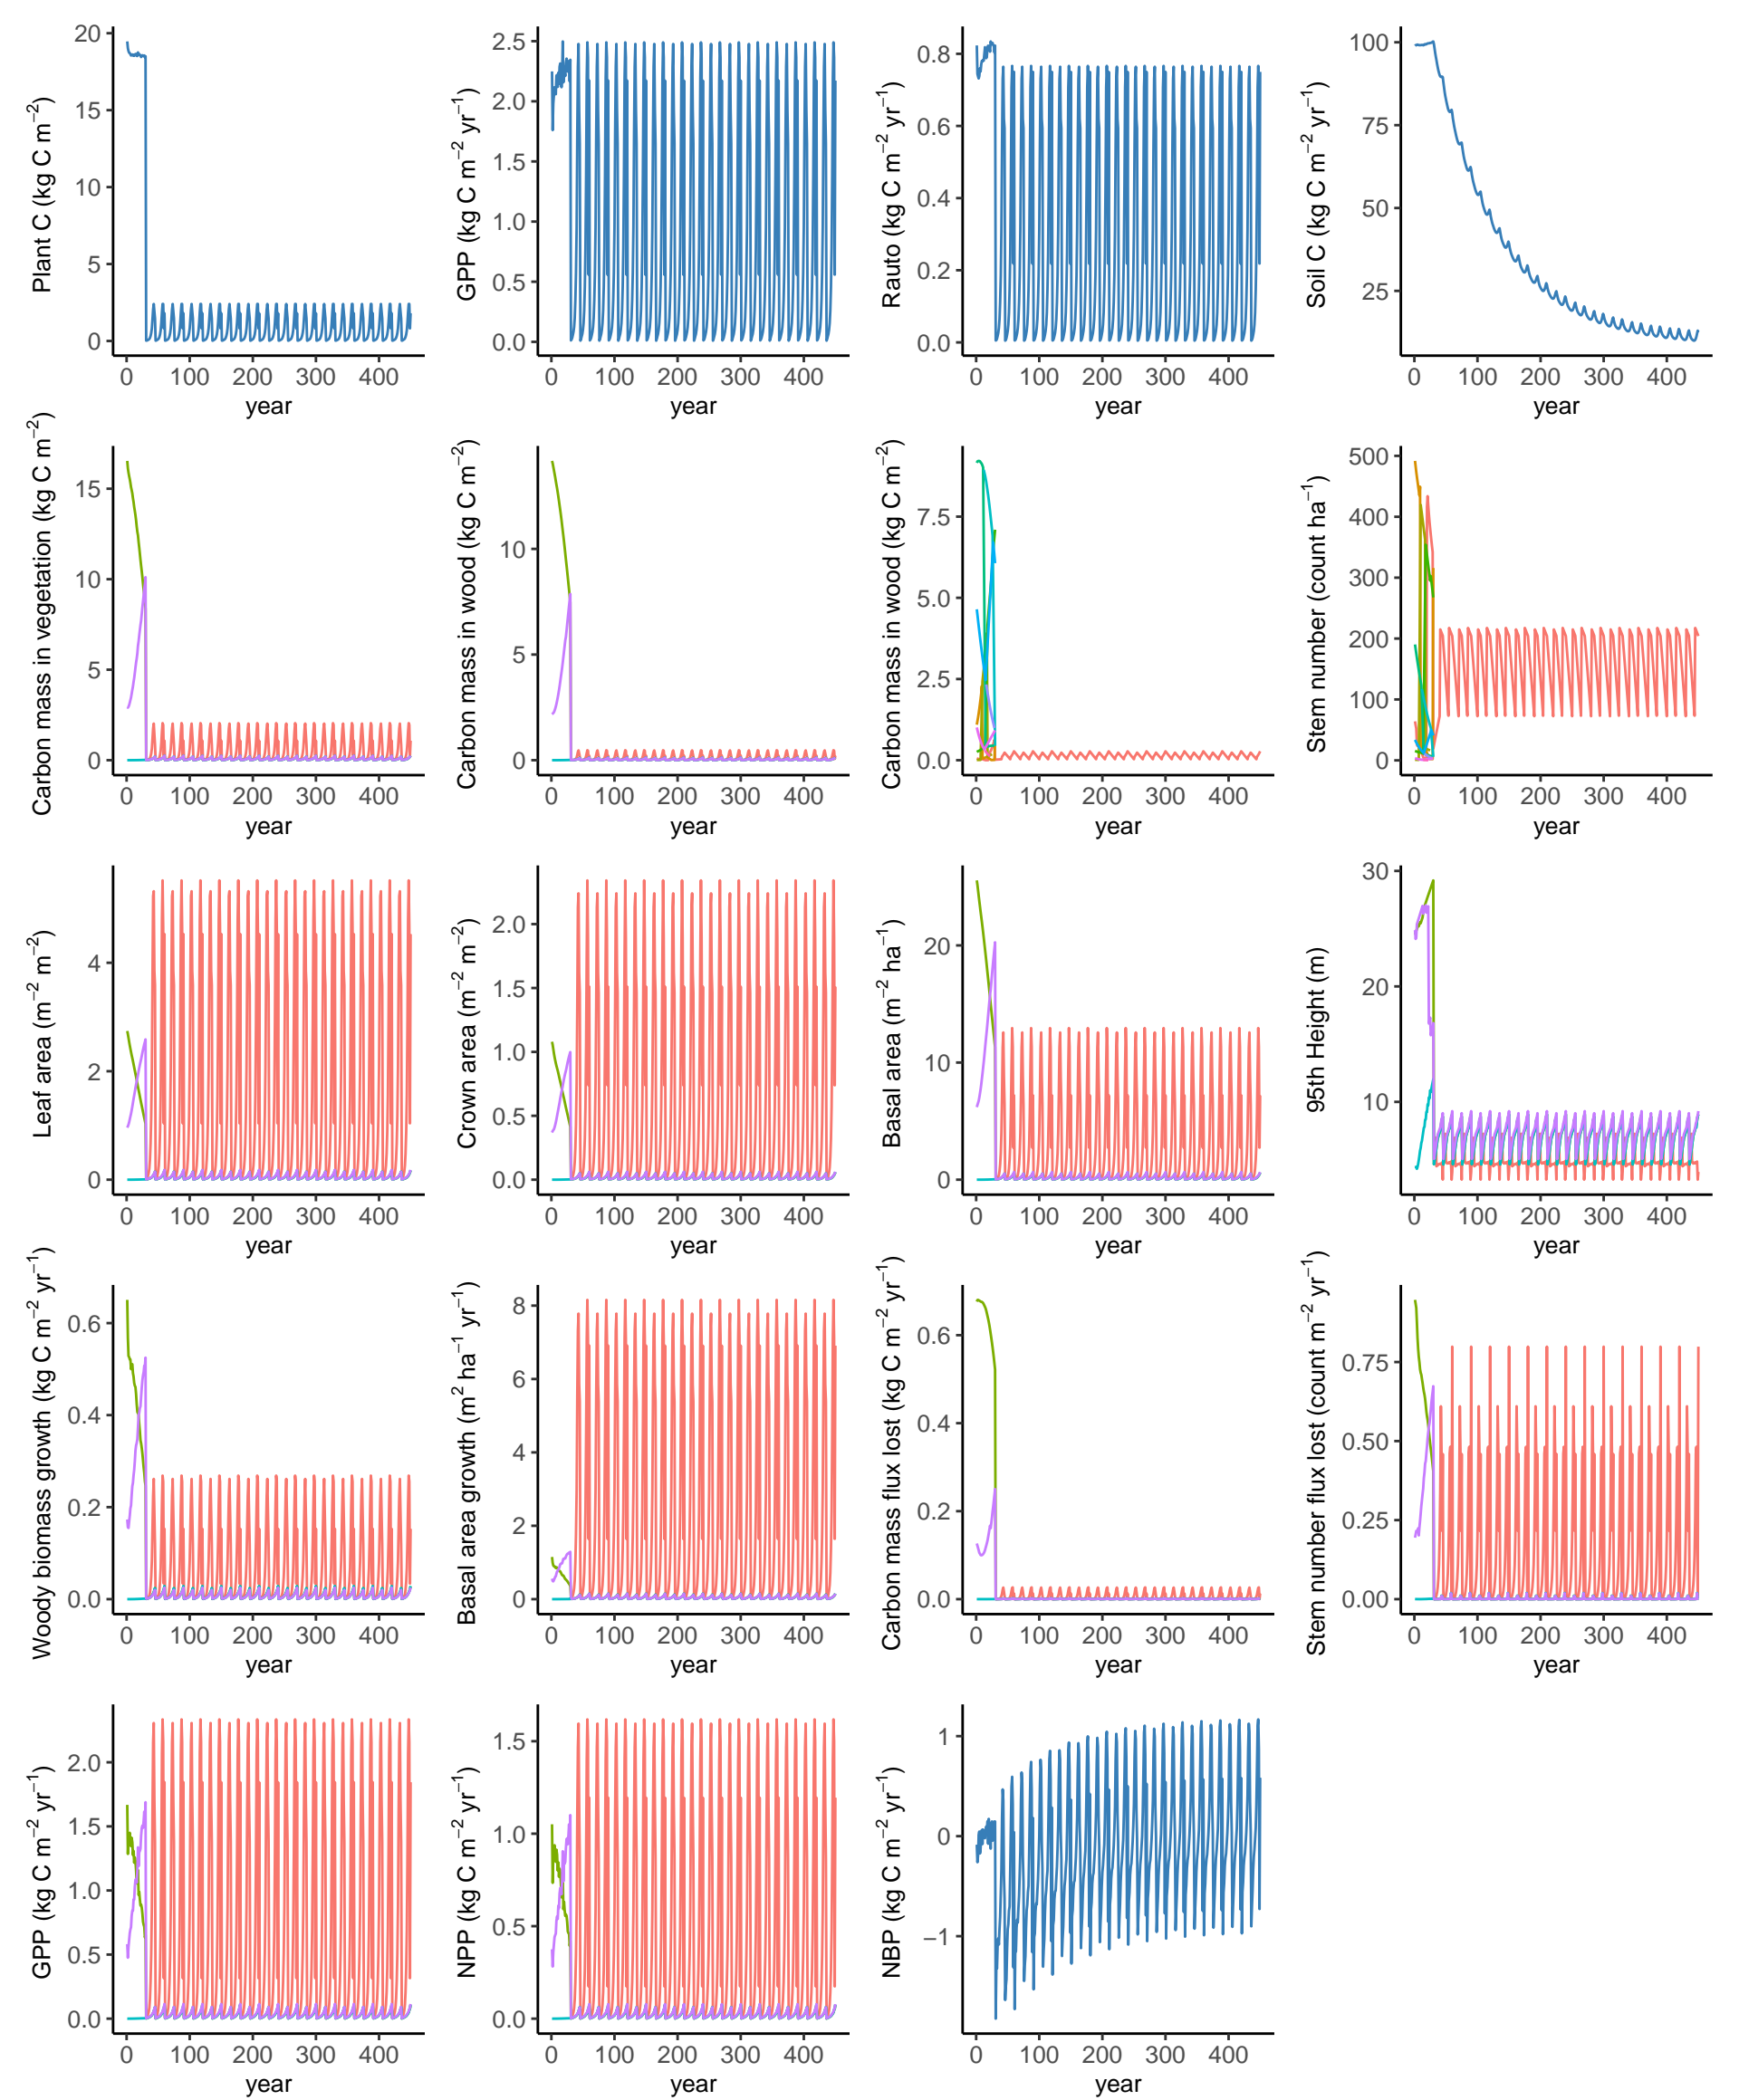 Plant C (kg C m−2)
20
15
10
5
0
0 100 200 300 400
year
GPP (kg C m−2 yr−1)
2.5
2.0
1.5
1.0
0.5
0.0
0 100 200 300 400
year
Rauto (kg C m−2 yr−1)
0.8
0.6
0.4
0.2
0.0
0 100 200 300 400
year
Soil C (kg C m−2 yr−1)
100
75
50
25
0 100 200 300 400
year
Carbon mass in vegetation (kg C m−2)
15
10
5
0
0 100 200 300 400
year
Carbon mass in wood (kg C m−2)
10
5
0
0 100 200 300 400
year
Carbon mass in wood (kg C m−2)
7.5
5.0
2.5
0.0
0 100 200 300 400
year
Stem number (count ha−1)
500
400
300
200
100
0
0 100 200 300 400
year
Leaf area (m−2 m−2)
4
2
0
0 100 200 300 400
year
Crown area (m−2 m−2)
2.0
1.5
1.0
0.5
0.0
0 100 200 300 400
year
Basal area (m−2 ha−1)
20
10
0
0 100 200 300 400
year
95th Height (m)
30
20
10
0 100 200 300 400
year
Woody biomass growth (kg C m−2 yr−1)
0.6
0.4
0.2
0.0
0 100 200 300 400
year
Basal area growth (m2 ha−1 yr−1)
8
6
4
2
0
0 100 200 300 400
year
Carbon mass flux lost (kg C m−2 yr−1)
0.6
0.4
0.2
0.0
0 100 200 300 400
year
Stem number flux lost (count m−2 yr−1)
0.75
0.50
0.25
0.00
0 100 200 300 400
year
GPP (kg C m−2 yr−1)
2.0
1.5
1.0
0.5
0.0
0 100 200 300 400
year
NPP (kg C m−2 yr−1)
1.5
1.0
0.5
0.0
0 100 200 300 400
year
NBP (kg C m−2 yr−1)
1
0
−1
0 100 200 300 400
year